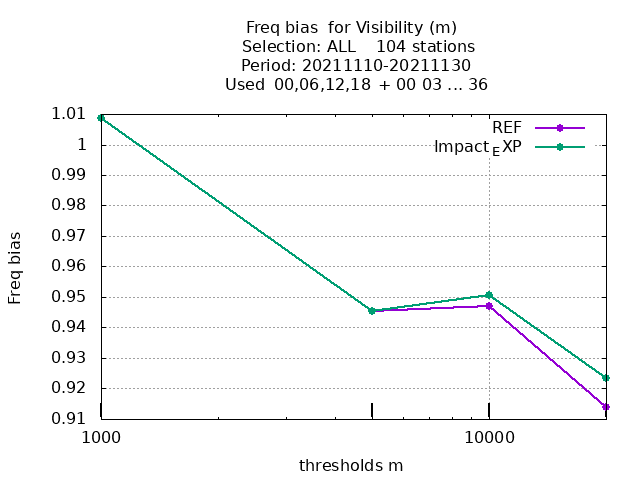 Freq bias  for Visibility (m)
Selection: ALL    104 stations
Period: 20211110-20211130
Used  00,06,12,18  + 00 03 ... 36
REF
Impact_EXP
1.01
1
0.99
0.98
0.97
0.96
0.95
0.94
0.93
0.92
0.91
Freq bias
1000
10000
thresholds m